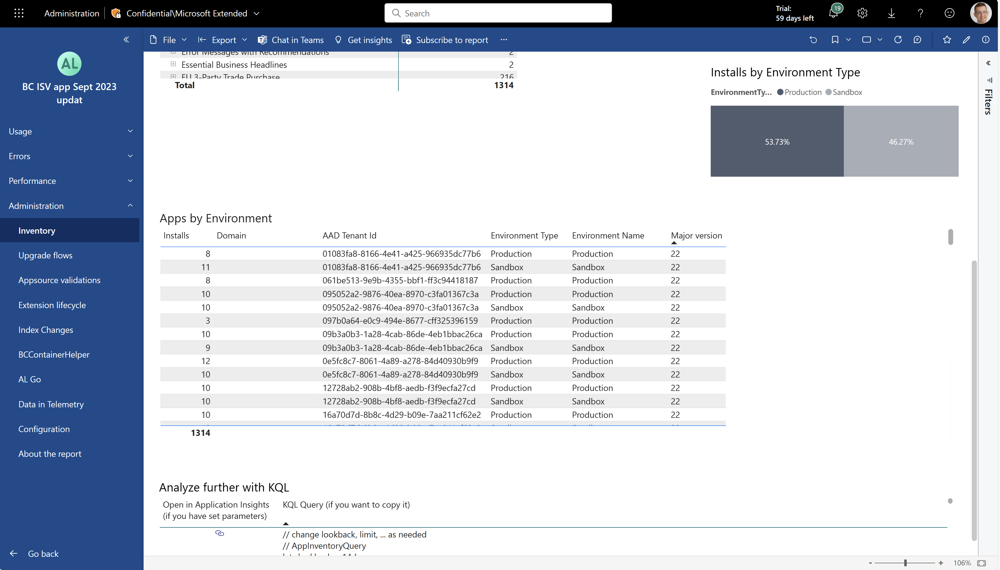 Administration
Confidential\Microsoft Extended
Search
Trial:
59 days left
19
File
Export
Chat in Teams
Get insights
Subscribe to report
AL
BC ISV app Sept 2023
updat
Usage
Errors
Performance
Administration
Inventory
Upgrade flows
Appsource validations
Extension lifecycle
Index Changes
BCContainerHelper
AL Go
Data in Telemetry
Configuration
About the report
Go back
Error Messages with Recommendations 2
Essential Business Headlines 2
EU 3-Party Trade Purchase 216
Total 1314
Installs by Environment Type
EnvironmentTy... Production Sandbox
53.73% 46.27%
Filters
Apps by Environment
Installs Domain AAD Tenant Id Environment Type Environment Name Major version
8 01083fa8-8166-4e41-a425-966935dc77b6 Production Production 22
11 01083fa8-8166-4e41-a425-966935dc77b6 Sandbox Sandbox 22
8 061be513-9e9b-4355-bbf1-ff3c94418187 Production Production 22
10 095052a2-9876-40ea-8970-c3fa01367c3a Production Production 22
10 095052a2-9876-40ea-8970-c3fa01367c3a Sandbox Sandbox 22
3 097b0a64-e0c9-494e-8677-cff325396159 Production Production 22
10 09b3a0b3-1a28-4cab-86de-4eb1bbac26ca Production Production 22
9 09b3a0b3-1a28-4cab-86de-4eb1bbac26ca Sandbox Sandbox 22
12 0e5fc8c7-8061-4a89-a278-84d40930b9f9 Production Production 22
10 0e5fc8c7-8061-4a89-a278-84d40930b9f9 Sandbox Sandbox 22
10 12728ab2-908b-4bf8-aedb-f3f9ecfa27cd Production Production 22
10 12728ab2-908b-4bf8-aedb-f3f9ecfa27cd Sandbox Sandbox 22
10 16a70d7d-8b8c-4d29-b09e-7aa211cf62e2 Production Production 22
1314
Analyze further with KQL
Open in Application Insights
(if you have set parameters)
KQL Query (if you want to copy it)
// change lookback, limit, ... as needed
// AppInventoryQuery
- + 106%